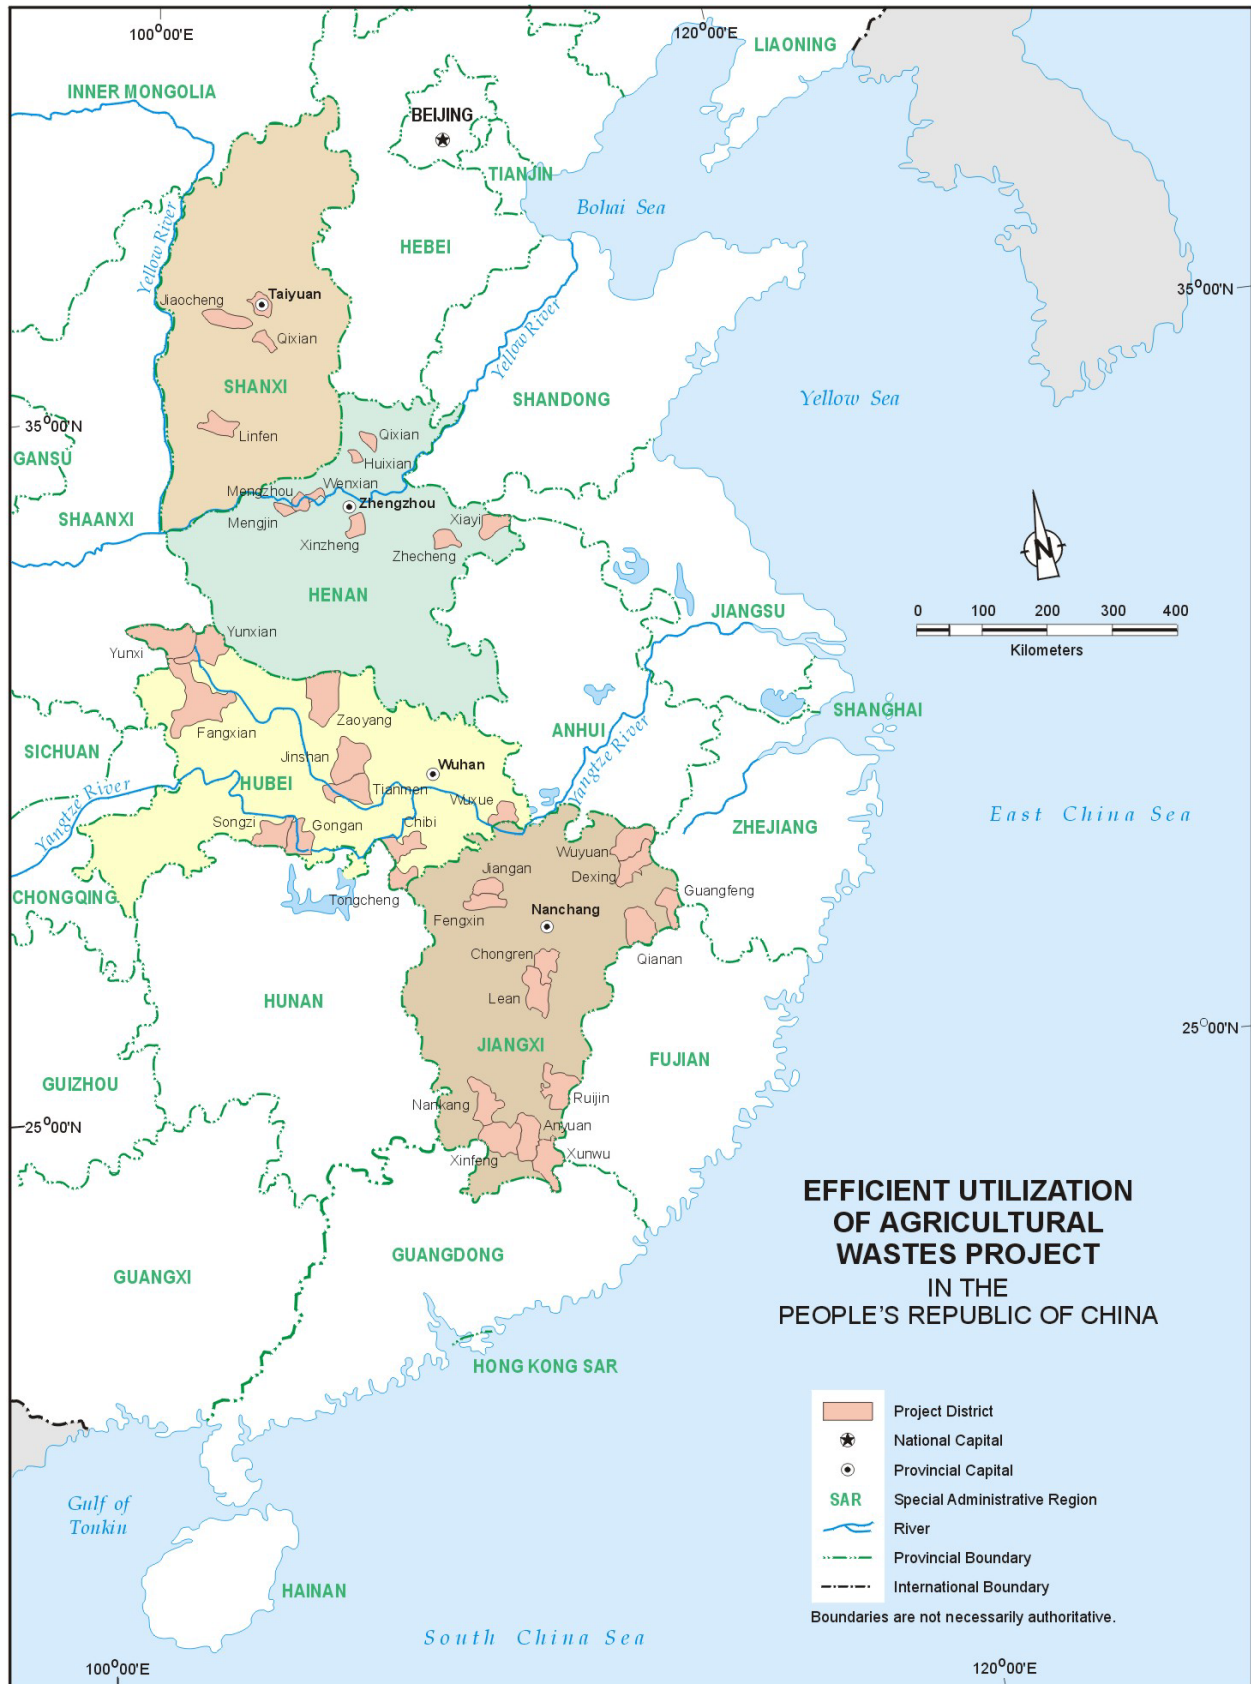 100°00'E
120°00'E
LIAONING
INNER MONGOLIA
BEIJING
TIANJIN
Bohai Sea
HEBEI
Yellow River
Jiaocheng
Taiyuan
35°00'N
Qixian
Yellow River
SHANXI
SHANDONG
Yellow Sea
35°00'N
Linfen
Qixian
GANSU
Huixian
Mengzhou
Wenxian
Zhengzhou
SHAANXI
Mengjin
Xiayi
Xinzheng
Zhecheng
N
HENAN
JIANGSU
0 100 200 300 400
Kilometers
Yunxian
Yunxi
Zaoyang
Fangxian
ANHUI
SHANGHAI
SICHUAN
Jinshan
Wuhan
HUBEI
Tianmen
Yangtze River
Yangtze River
Wuxue
East China Sea
Songzi
Gongan
Chibi
ZHEJIANG
Wuyuan
Jiangan
Dexing
CHONGQING
Tongcheng
Guangfeng
Fengxin
Nanchang
Chongren
Qianan
HUNAN
Lean
25°00'N
JIANGXI
FUJIAN
GUIZHOU
Nankang
Ruijin
25°00'N
Anyuan
Xinfeng
Xunwu
EFFICIENT UTILIZATION
OF AGRICULTURAL
WASTES PROJECT
IN THE
PEOPLE'S REPUBLIC OF CHINA
GUANGDONG
GUANGXI
HONG KONG SAR
Project District
National Capital
Provincial Capital
SAR Special Administrative Region
River
Provincial Boundary
International Boundary
Boundaries are not necessarily authoritative.
Gulf of
Tonkin
HAINAN
South China Sea
100°00'E
120°00'E